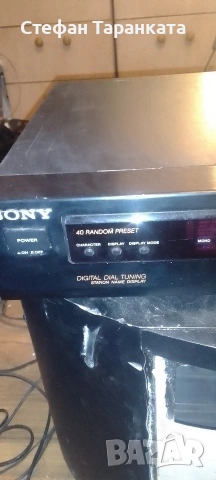 Стефан Таранката
SONY
40 RANDOM PRESET
POWER
CHARACTER DISPLAY DISPLAY MODE
MONO
DIGITAL DIAL TUNING
STATION NAME DISPLAY
BAZAR